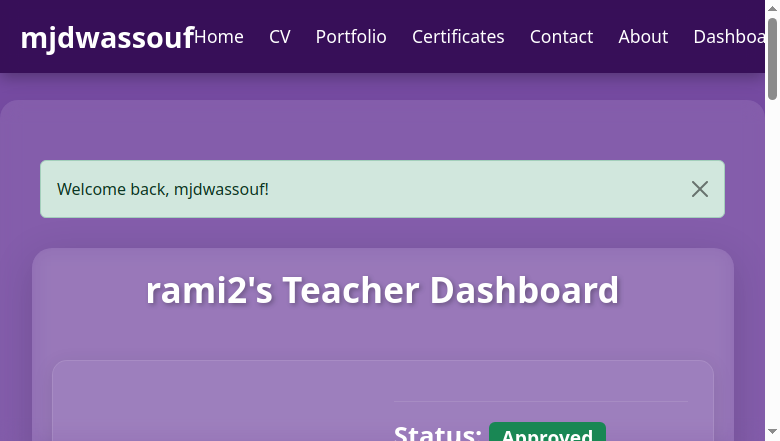 mjdwassouf Home CV Portfolio Certificates Contact About Dashboa
Welcome back, mjdwassouf!
rami2's Teacher Dashboard
Status: Approved